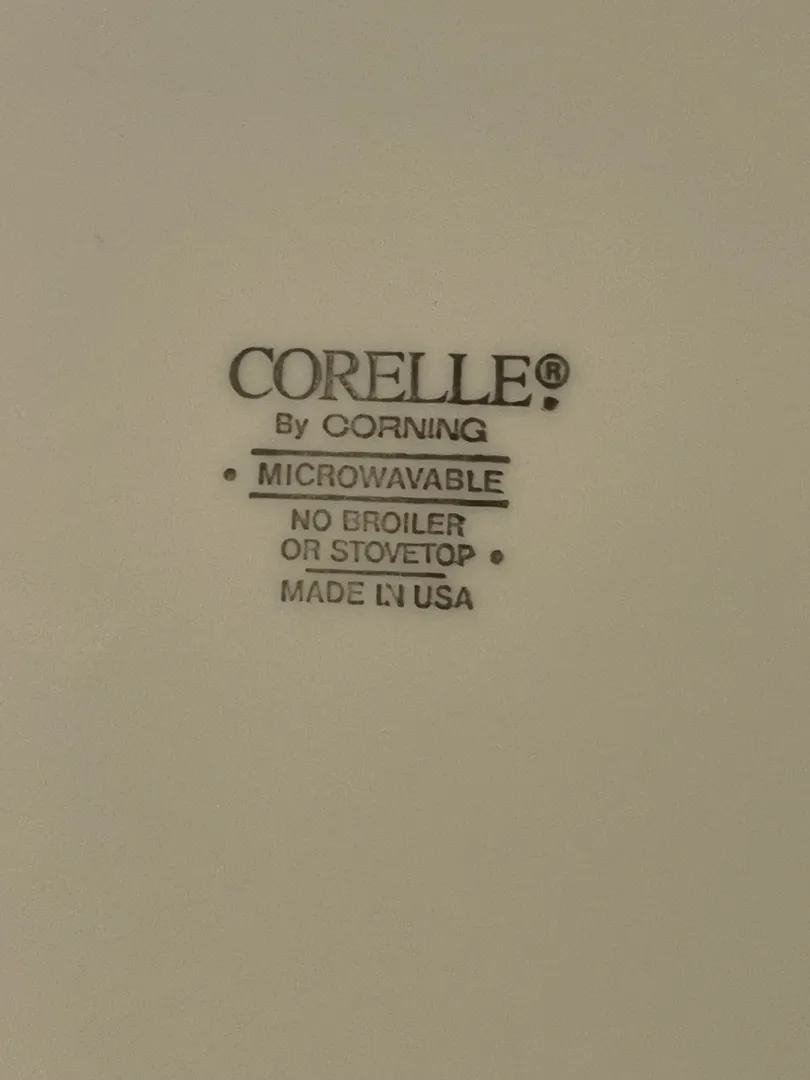 CORELLE®
By CORNING
• MICROWAVABLE
NO BROILER
OR STOVETOP •
MADE IN USA